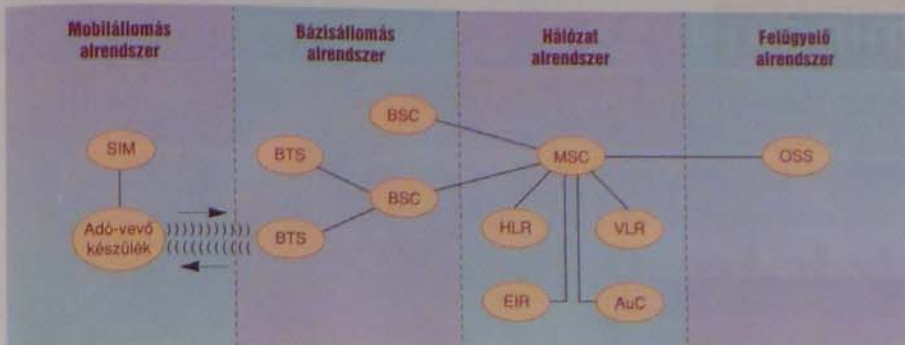 Mobilállomás
alrendszer
Bázisállomás
alrendszer
Hálózat
alrendszer
Felügyelő
alrendszer
SIM
Adó-vevő
készülék
BTS
BTS
BSC
BSC
MSC
HLR
VLR
EIR
AuC
OSS